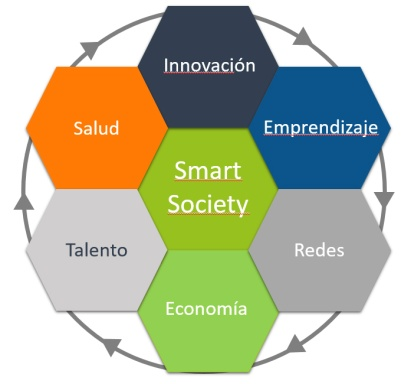 Innovación
Salud
Emprendizaje
Smart
Society
Talento
Redes
Economía